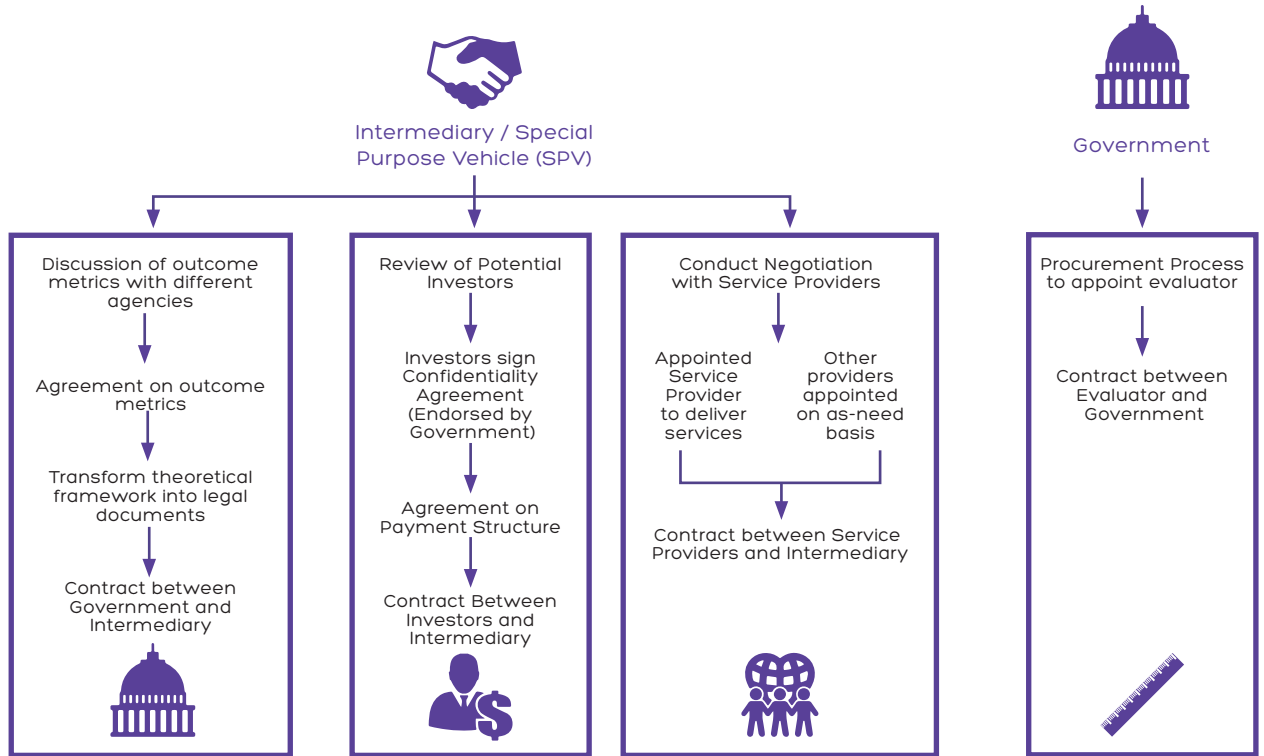 Intermediary / Special
Purpose Vehicle (SPV)
Government
Discussion of outcome
metrics with different
agencies
Agreement on outcome
metrics
Transform theoretical
framework into legal
documents
Contract between
Government and
Intermediary
Review of Potential
Investors
Investors sign
Confidentiality
Agreement
(Endorsed by
Government)
Agreement on
Payment Structure
Contract Between
Investors and
Intermediary
Conduct Negotiation
with Service Providers
Appointed
Service
Provider
to deliver
services
Other
providers
appointed
on as-need
basis
Contract between Service
Providers and Intermediary
Procurement Process
to appoint evaluator
Contract between
Evaluator and
Government